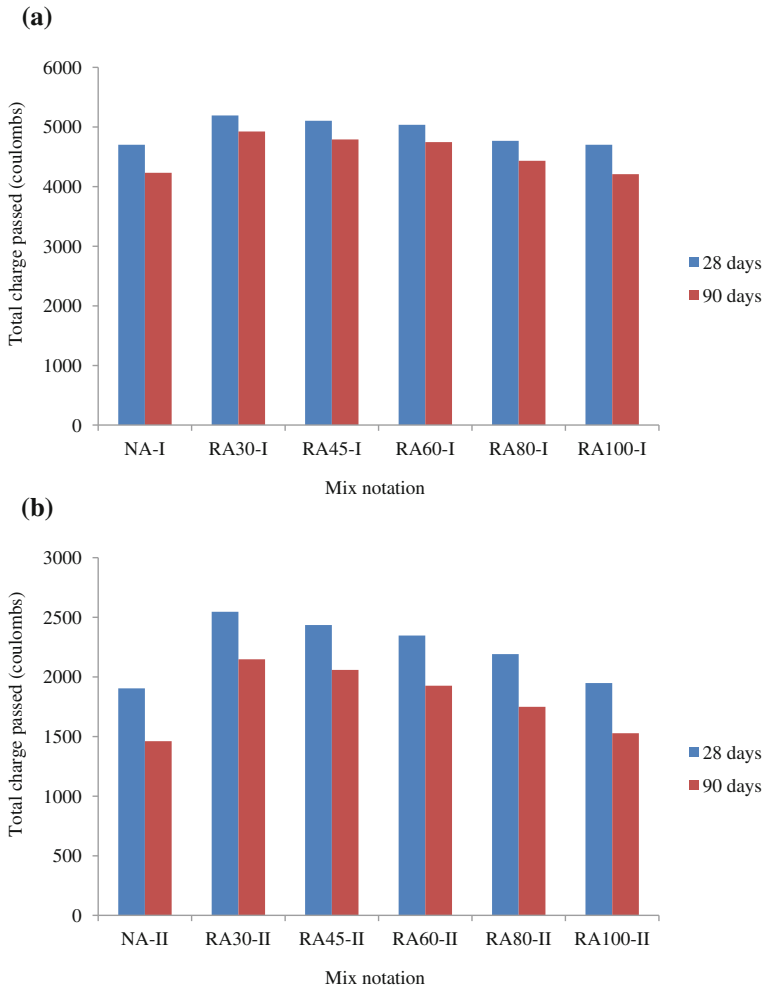 (a)
6000
5000
4000
3000
2000
1000
0
Total charge passed (coulombs)
NA-I RA30-I RA45-I RA60-I RA80-I RA100-I
Mix notation
28 days
90 days
(b)
3000
2500
2000
1500
1000
500
0
Total charge passed (coulombs)
NA-II RA30-II RA45-II RA60-II RA80-II RA100-II
Mix notation
28 days
90 days